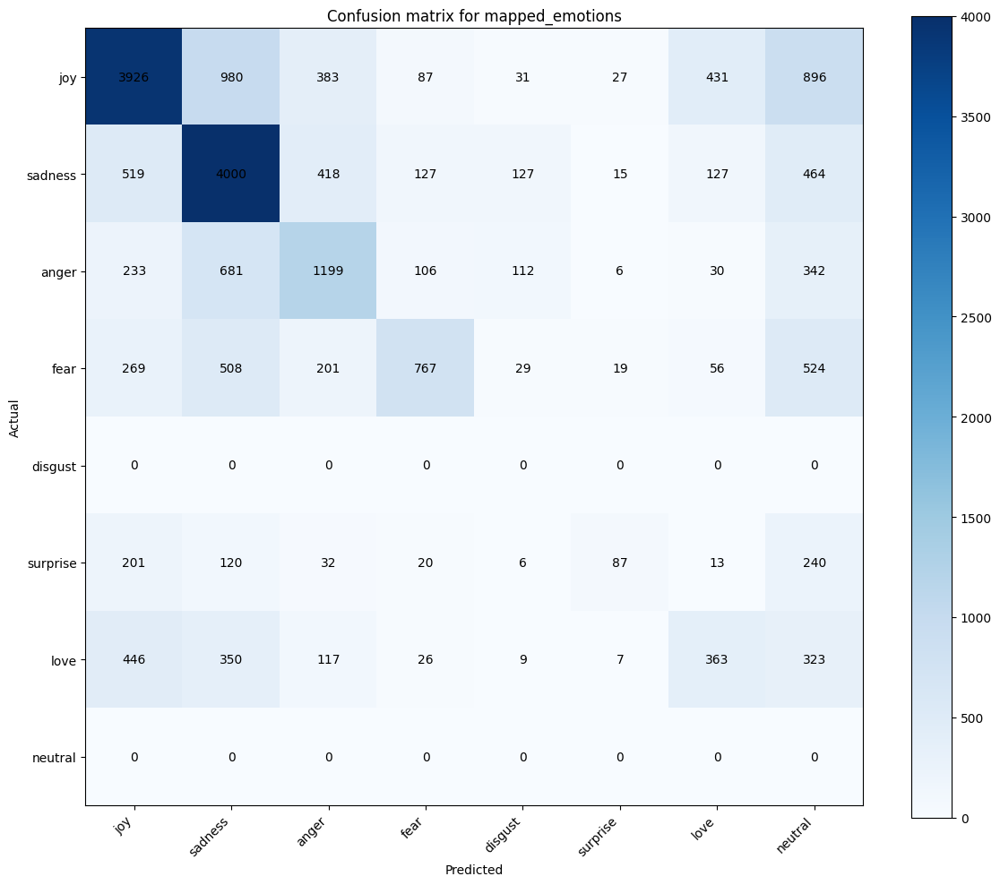 Confusion matrix for mapped_emotions
joy 3926 980 383 87 31 27 431 896
sadness 519 4000 418 127 127 15 127 464
anger 233 681 1199 106 112 6 30 342
fear 269 508 201 767 29 19 56 524
disgust 0 0 0 0 0 0 0 0
surprise 201 120 32 20 6 87 13 240
love 446 350 117 26 9 7 363 323
neutral 0 0 0 0 0 0 0 0
joy sadness anger fear disgust surprise love neutral
Actual
Predicted
4000
3500
3000
2500
2000
1500
1000
500
0